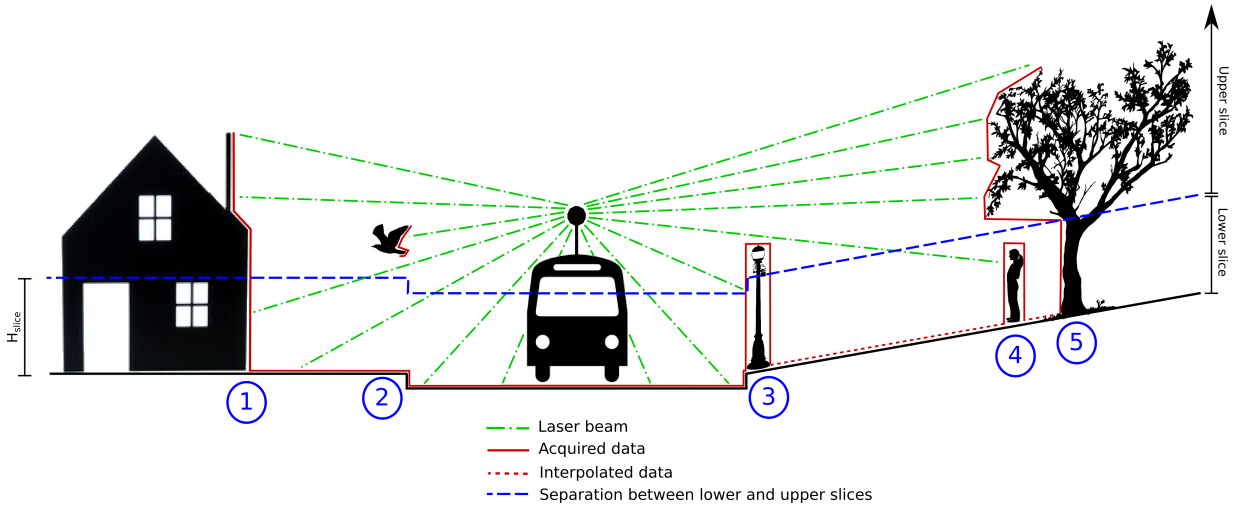 Upper slice
Lower slice
Hslice
1
2
3
4
5
Laser beam
Acquired data
Interpolated data
Separation between lower and upper slices